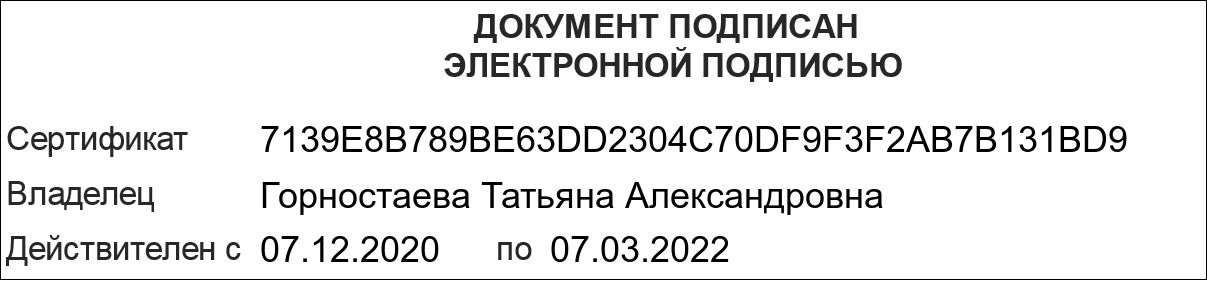 ДОКУМЕНТ ПОДПИСАН
ЭЛЕКТРОННОЙ ПОДПИСЬЮ
Сертификат 7139E8B789BE63DD2304C70DF9F3F2AB7B131BD9
Владелец Горностаева Татьяна Александровна
Действителен с 07.12.2020 по 07.03.2022